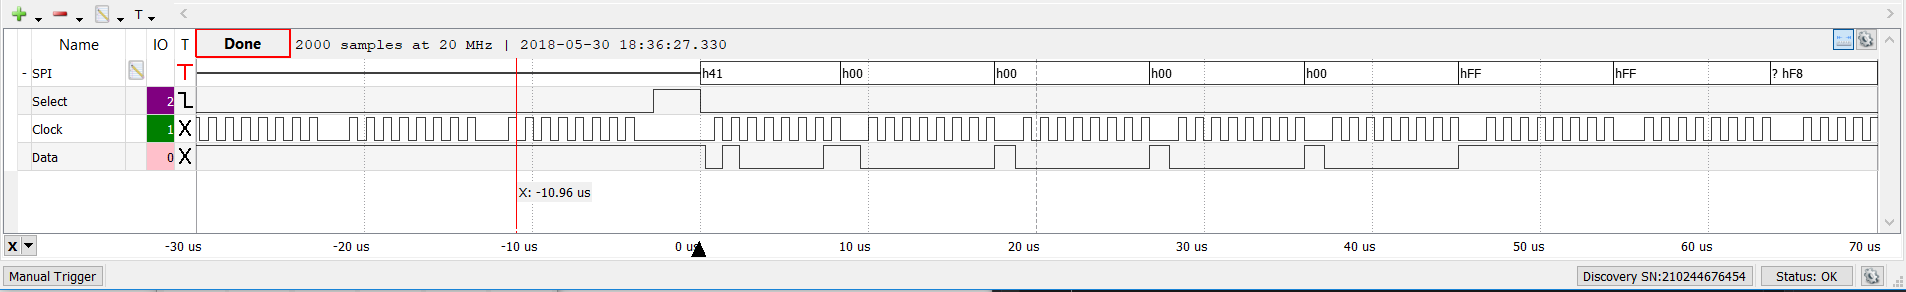 T
Name IO T Done 2000 samples at 20 MHz | 2018-05-30 18:36:27.330
- SPI T h41 h00 h00 h00 h00 hFF hFF ? hF8
Select 2
Clock 1 X
Data 0 X
X: -10.96 us
X -30 us -20 us -10 us 0 us 10 us 20 us 30 us 40 us 50 us 60 us 70 us
Manual Trigger Discovery SN:210244676454 Status: OK